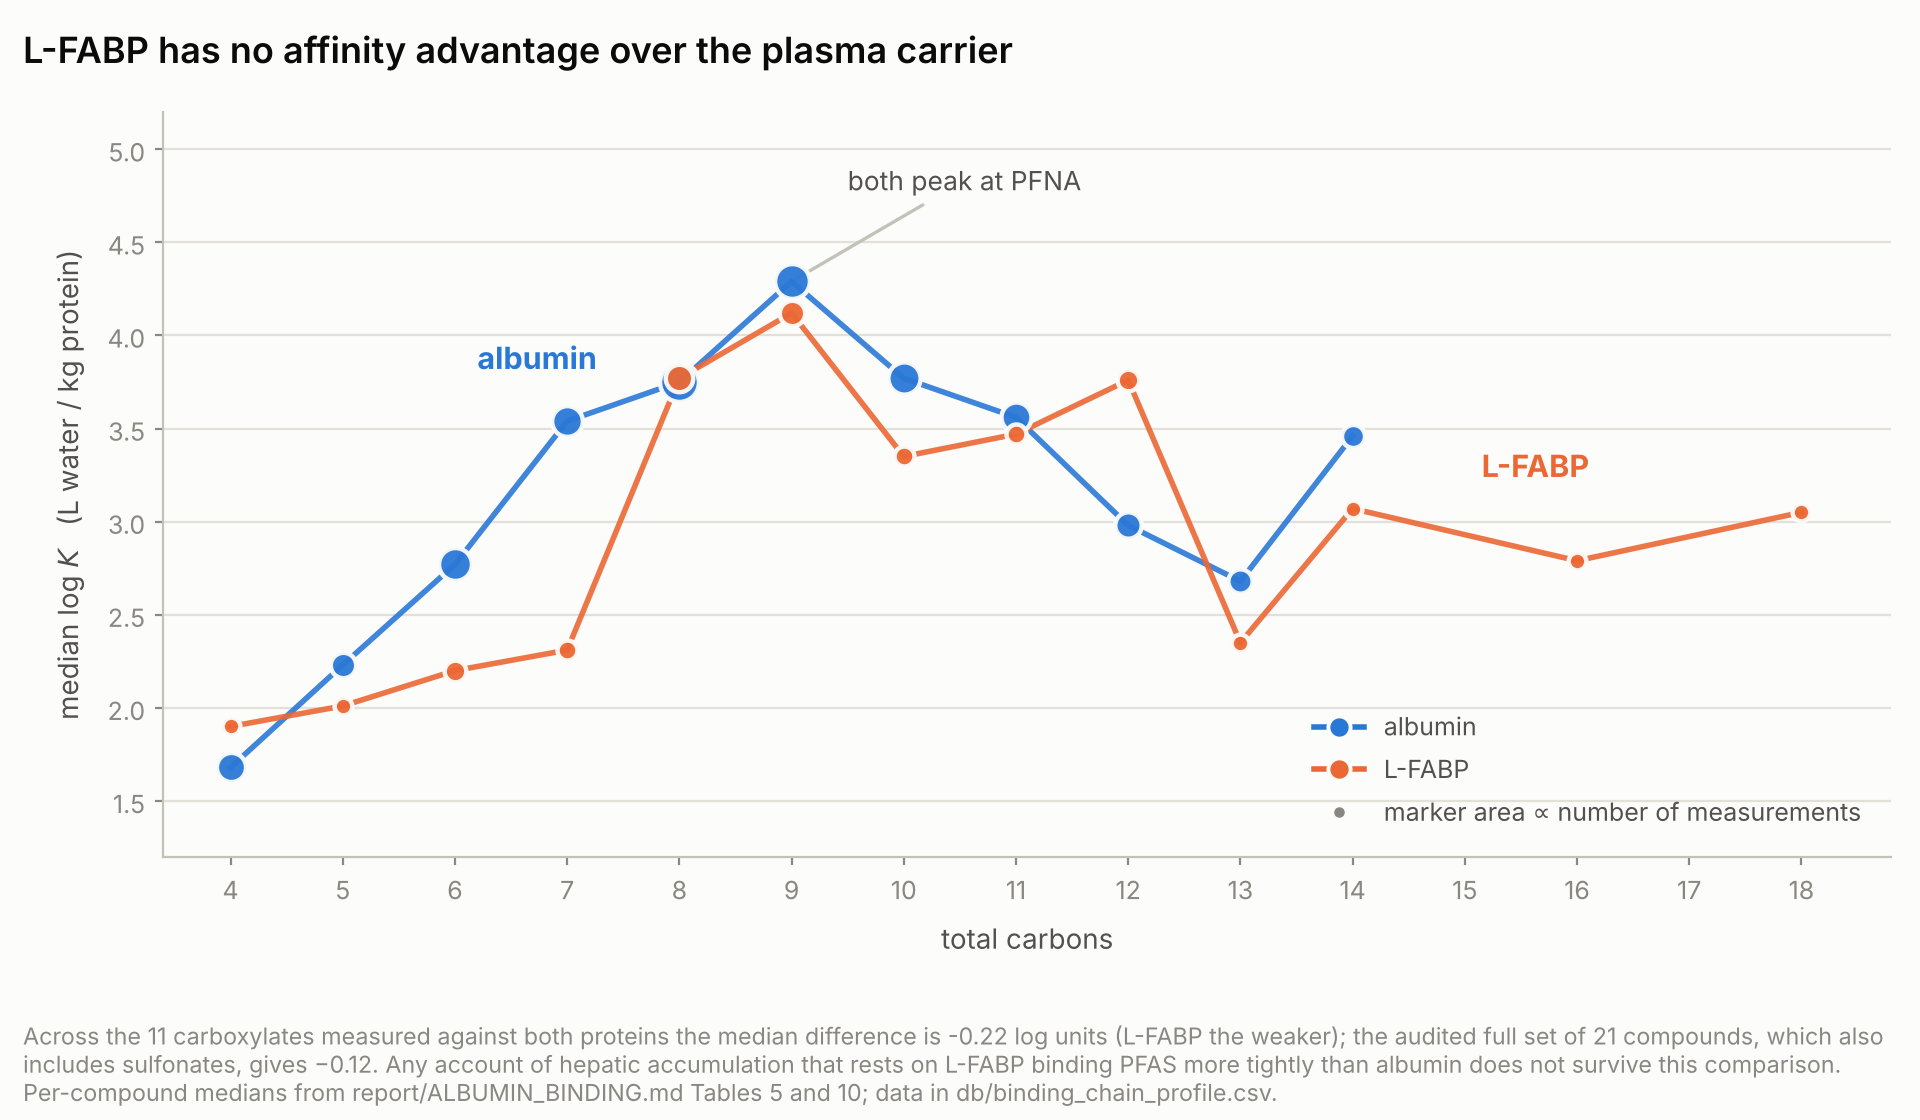 L-FABP has no affinity advantage over the plasma carrier
5.0
4.5
4.0
3.5
3.0
2.5
2.0
1.5
median log K (L water / kg protein)
both peak at PFNA
albumin
L-FABP
albumin
L-FABP
marker area ∝ number of measurements
4 5 6 7 8 9 10 11 12 13 14 15 16 17 18
total carbons
Across the 11 carboxylates measured against both proteins the median difference is -0.22 log units (L-FABP the weaker); the audited full set of 21 compounds, which also
includes sulfonates, gives −0.12. Any account of hepatic accumulation that rests on L-FABP binding PFAS more tightly than albumin does not survive this comparison.
Per-compound medians from report/ALBUMIN_BINDING.md Tables 5 and 10; data in db/binding_chain_profile.csv.